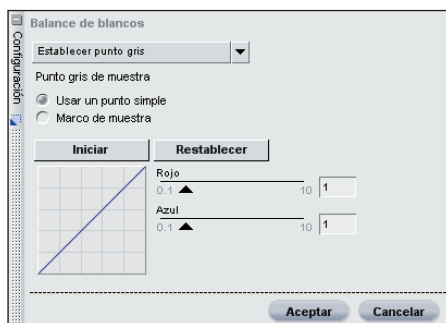 Balance de blancos
Configuración
Establecer punto gris
Punto gris de muestra
Usar un punto simple
Marco de muestra
Iniciar
Restablecer
Rojo
0.1
10
1
Azul
0.1
10
1
Aceptar
Cancelar